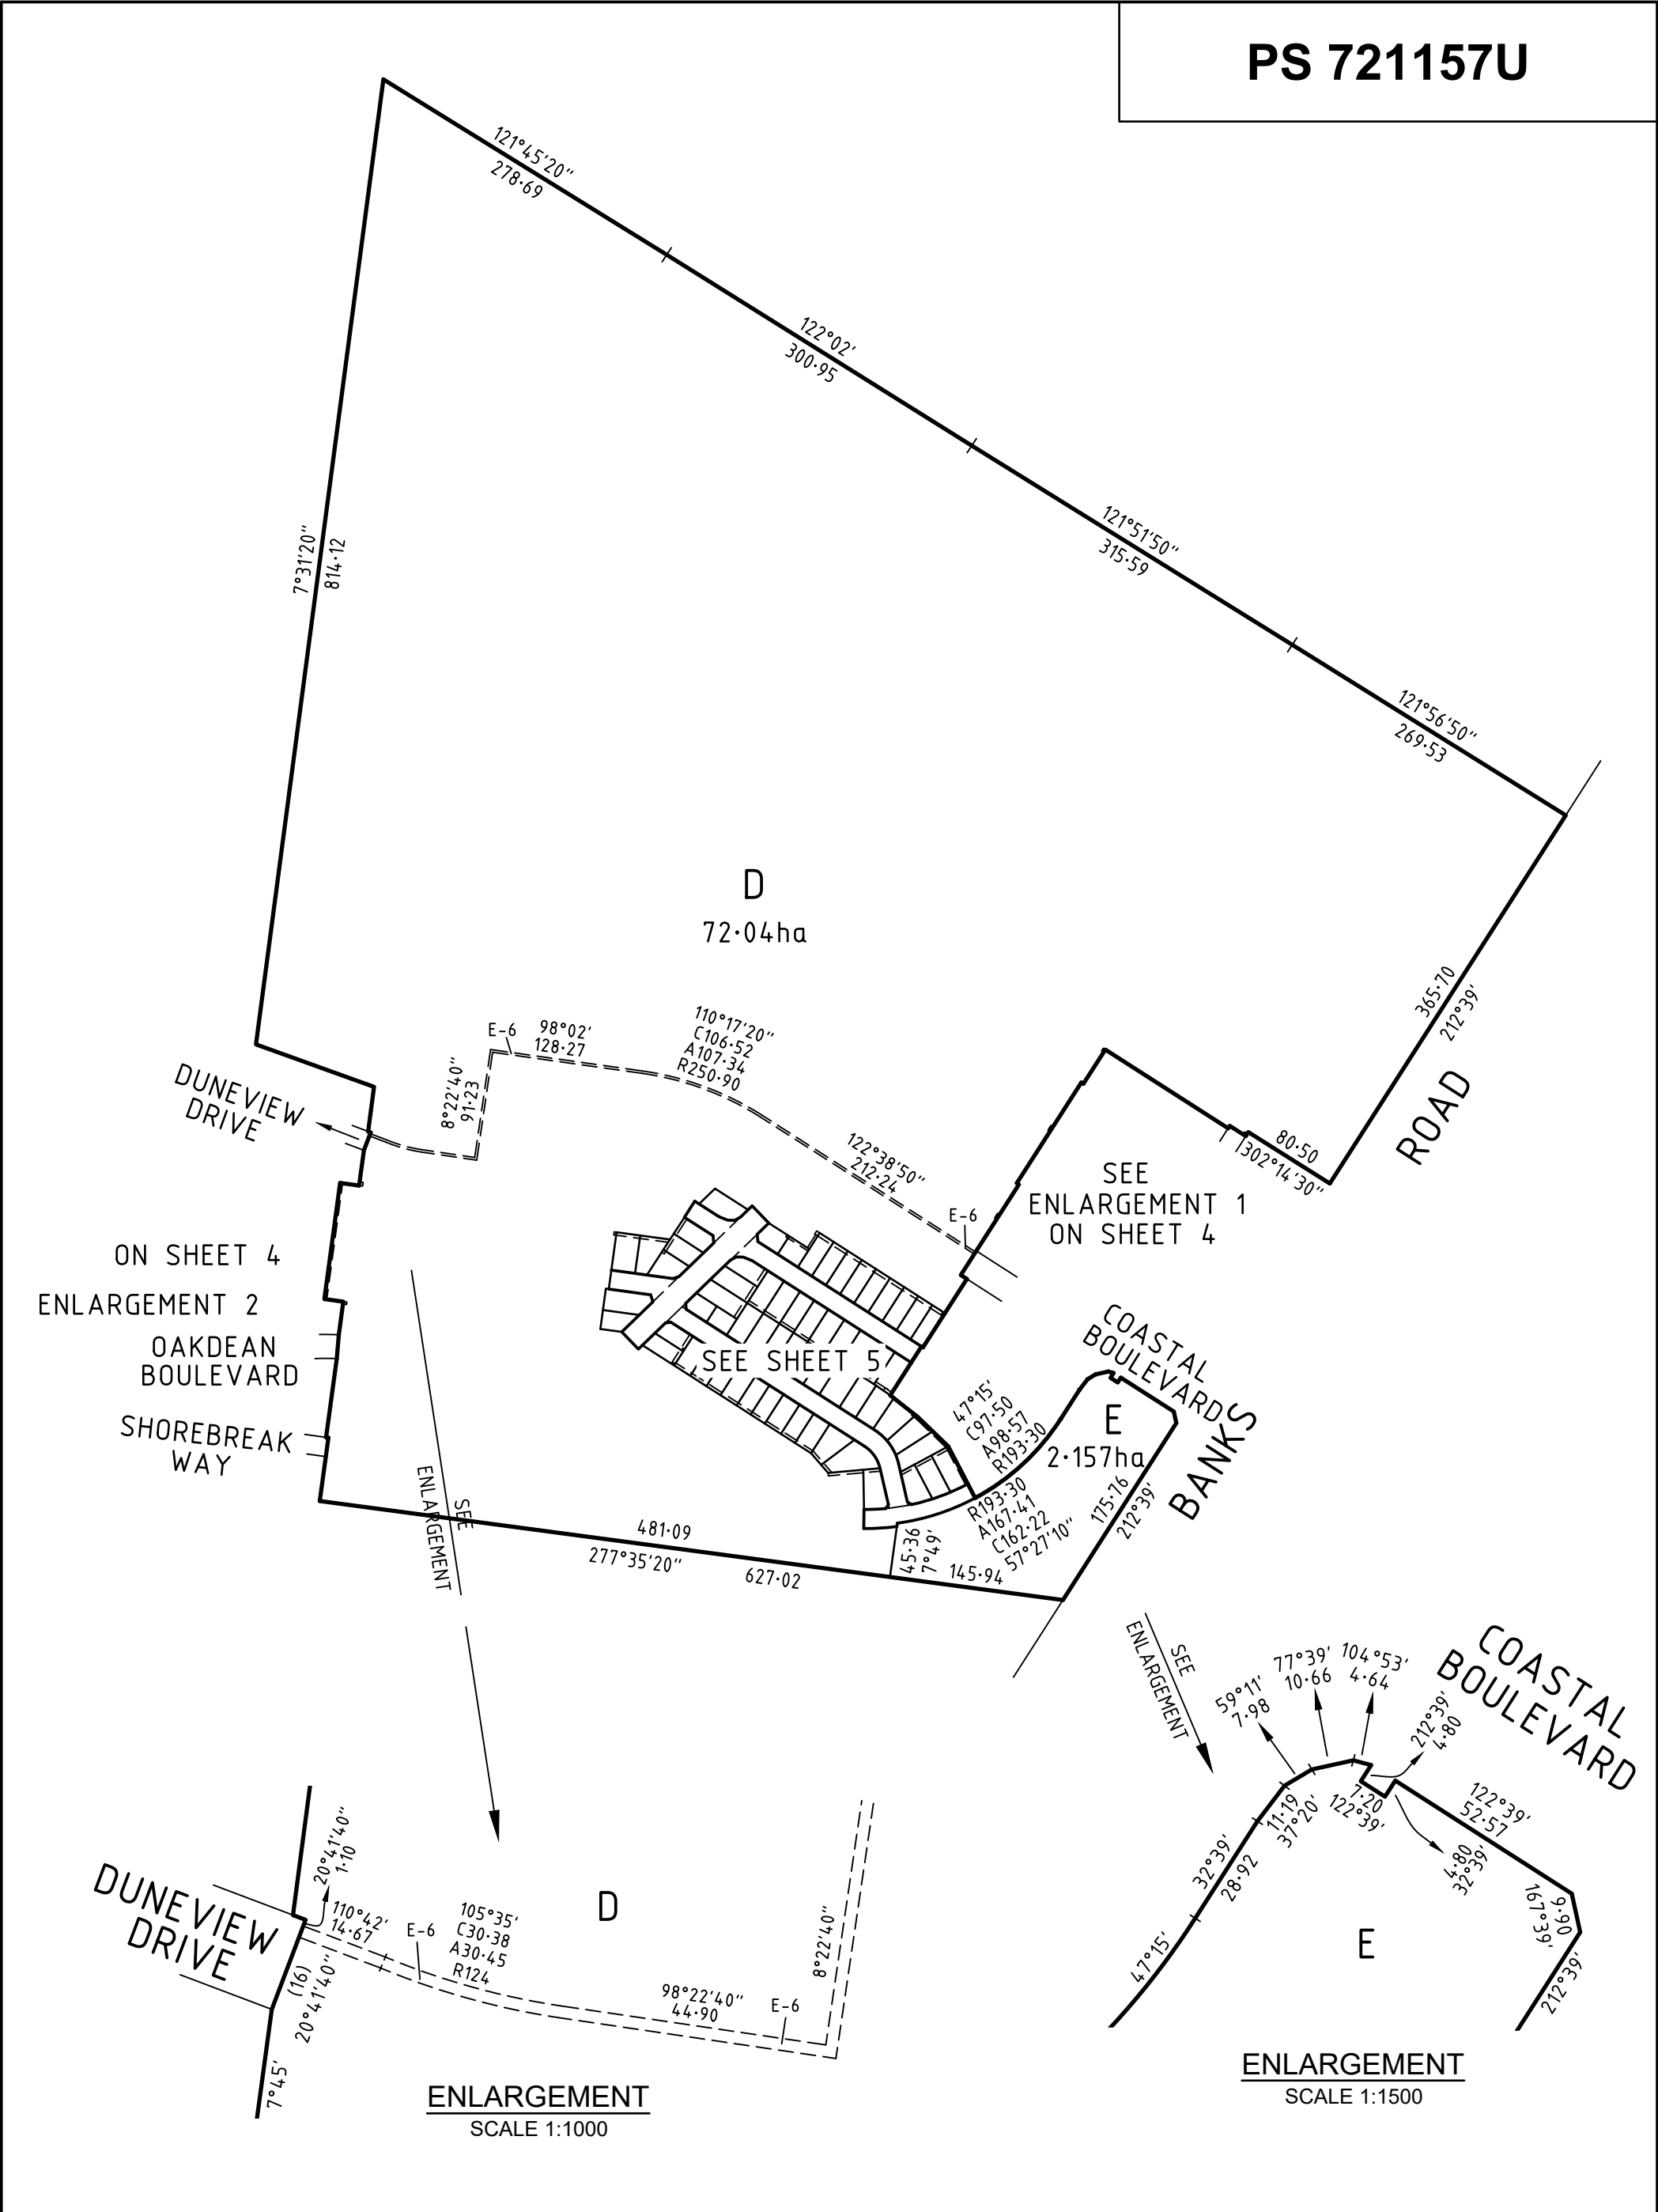 PS 721157U
121°45'20"
278·69
122°02'
300·95
121°51'50"
315·59
121°56'50"
269·53
7°31'20"
814·12
D
72·04ha
365·70
212°39'
ROAD
E-6
98°02'
128·27
110°17'20"
C106·52
A107·34
R250·90
8°22'40"
91·23
DUNEVIEW
DRIVE
122°38'50"
212·24
E-6
80·50
302°14'30"
SEE
ENLARGEMENT 1
ON SHEET 4
ON SHEET 4
ENLARGEMENT 2
OAKDEAN
BOULEVARD
SHOREBREAK
WAY
SEE SHEET 5
COASTAL
BOULEVARD
47°15'
C97·50
A98·57
R193·30
E
2·157ha
BANKS
175·76
212°39'
R193·30
A167·41
C162·22
57°27'10"
45·36
7°49'
145·94
481·09
277°35'20"
627·02
SEE
ENLARGEMENT
SEE
ENLARGEMENT
59°11'
7·98
77°39'
10·66
104°53'
4·64
212°39'
4·80
COASTAL
BOULEVARD
11·19
37°20'
7·20
122°39'
122°39'
52·57
4·80
32°39'
32°39'
28·92
9·90
167°39'
47°15'
E
212°39'
ENLARGEMENT
SCALE 1:1500
20°41'40"
1·10
DUNEVIEW
DRIVE
110°42'
14·67
E-6
105°35'
C30·38
A30·45
R124
D
8°22'40"
(16)
20°41'40"
98°22'40"
44·90
E-6
7°45'
ENLARGEMENT
SCALE 1:1000